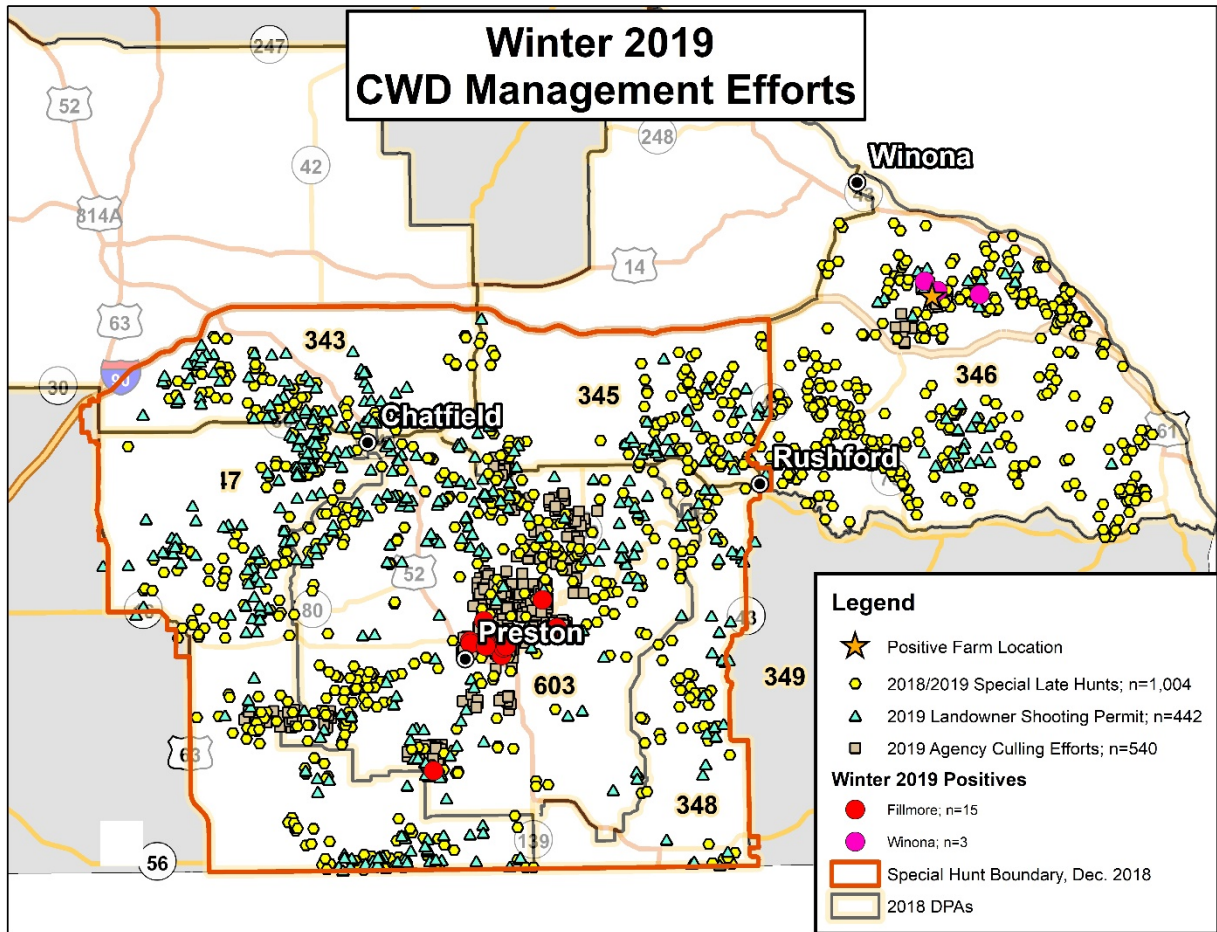 Winter 2019
CWD Management Efforts
247
52
42
248
Winona
43
314A
14
63
343
90
30
345
346
Chatfield
61
Rushford
47
52
80
43
Preston
603
349
63
348
139
56
Legend
Positive Farm Location
2018/2019 Special Late Hunts; n=1,004
2019 Landowner Shooting Permit; n=442
2019 Agency Culling Efforts; n=540
Winter 2019 Positives
Fillmore; n=15
Winona; n=3
Special Hunt Boundary, Dec. 2018
2018 DPAs